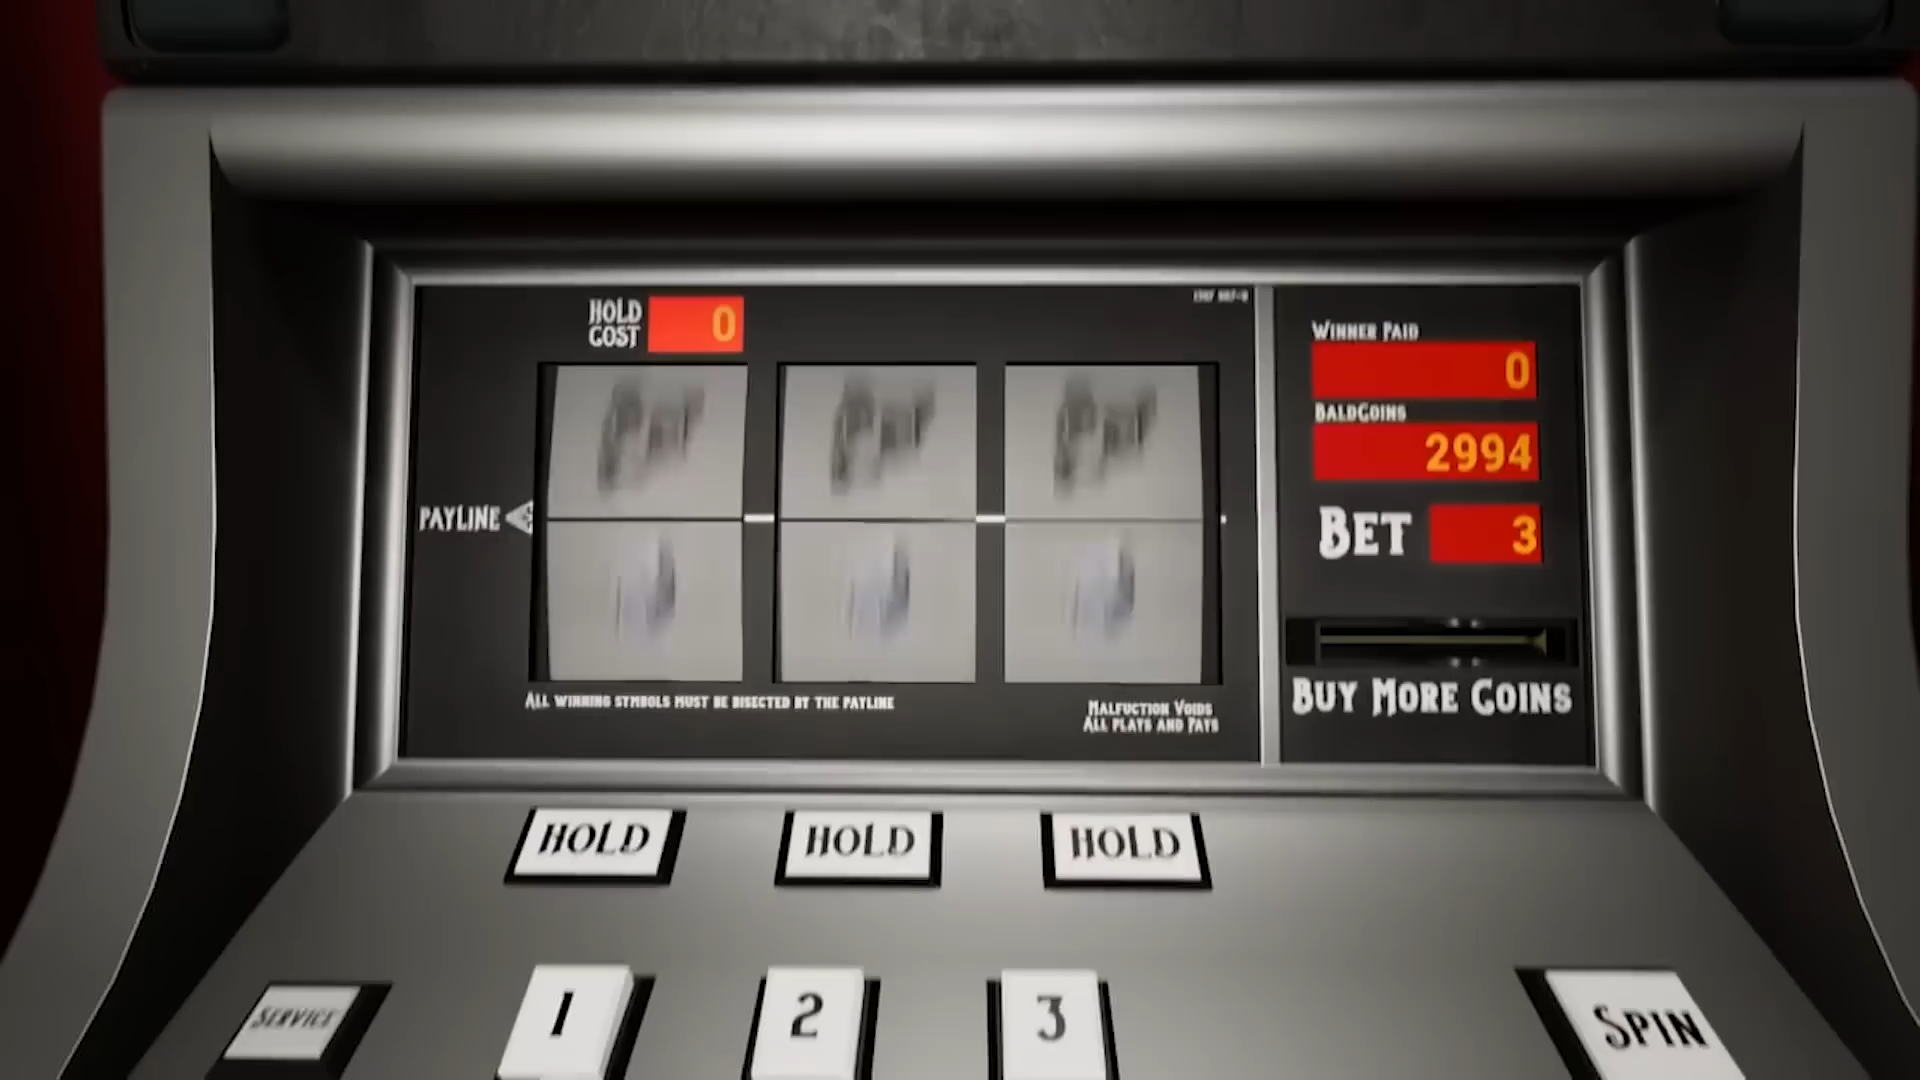 HOLD
COST
0
WINNER PAID
0
BALDCOINS
2994
BET 3
PAYLINE
ALL WINNING SYMBOLS MUST BE BISECTED BY THE PAYLINE
MALFUCTION VOIDS
ALL PLAYS AND PAYS
BUY MORE COINS
HOLD HOLD HOLD
SERVICE 1 2 3 SPIN